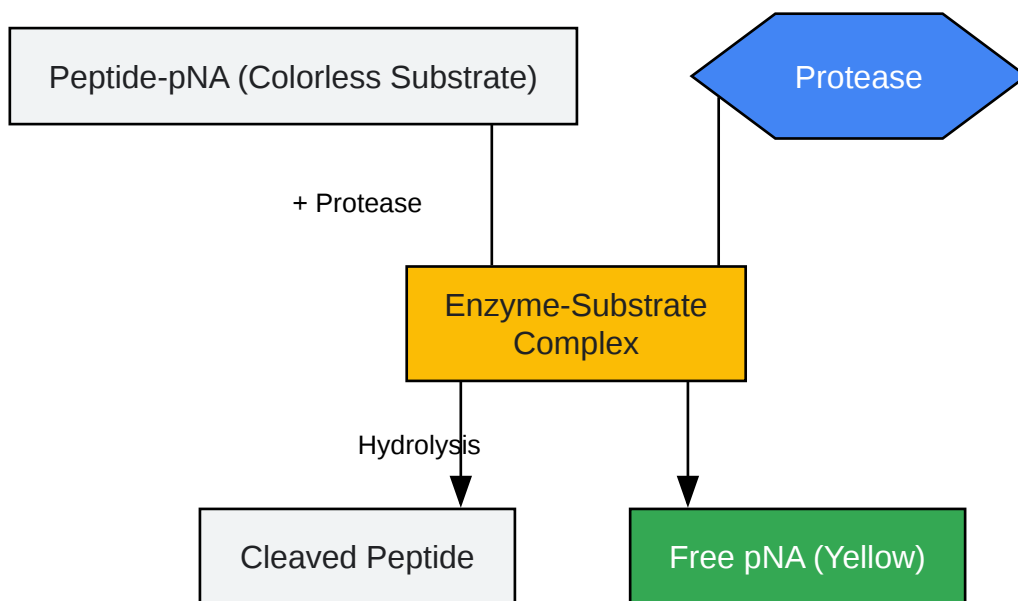 Peptide-pNA (Colorless Substrate)
Protease
+ Protease
Enzyme-Substrate
Complex
Hydrolysis
Cleaved Peptide
Free pNA (Yellow)